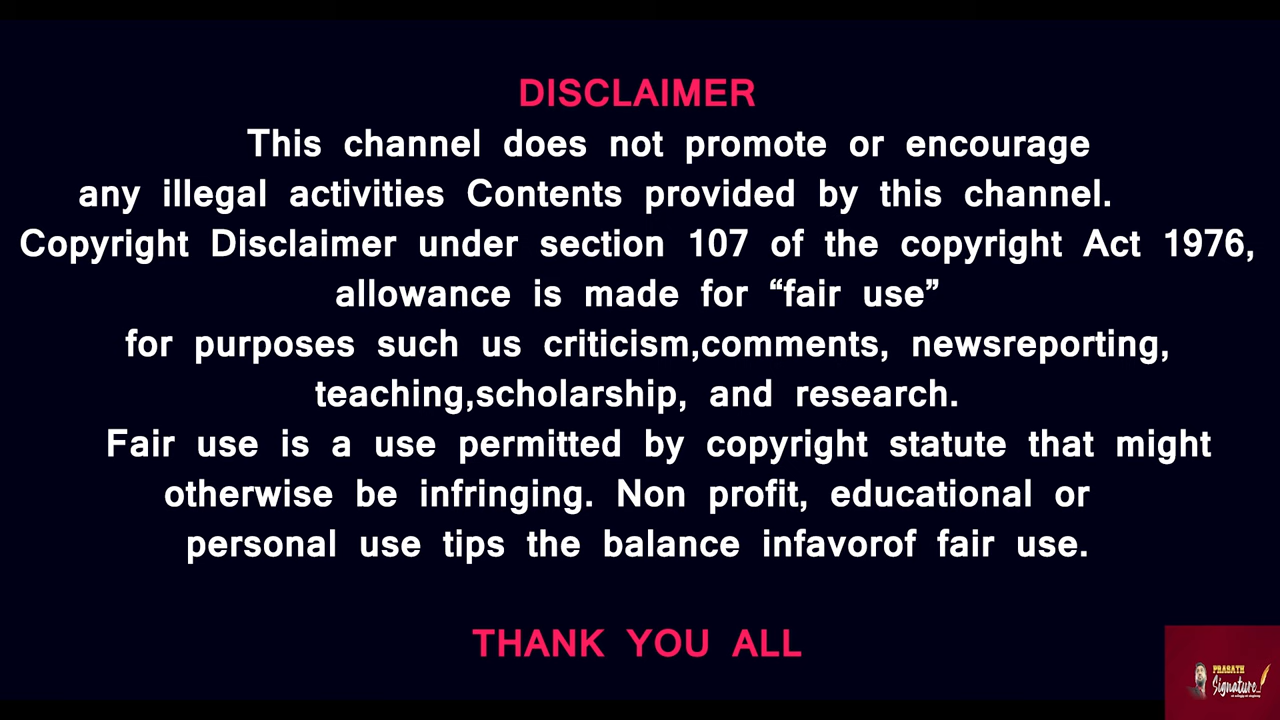 DISCLAIMER
This channel does not promote or encourage
any illegal activities Contents provided by this channel.
Copyright Disclaimer under section 107 of the copyright Act 1976,
allowance is made for “fair use”
for purposes such us criticism,comments, newsreporting,
teaching,scholarship, and research.
Fair use is a use permitted by copyright statute that might
otherwise be infringing. Non profit, educational or
personal use tips the balance infavorof fair use.
THANK YOU ALL
PRASATH
Signature